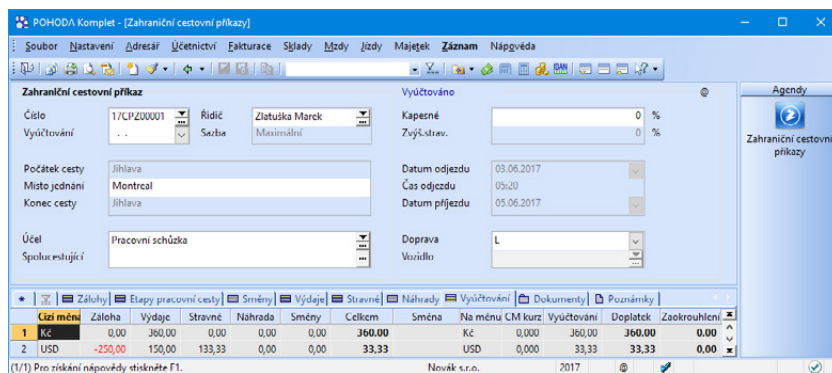 POHODA Komplet - [Zahraniční cestovní příkazy]
Soubor Nastavení Adresář Účetnictví Fakturace Sklady Mzdy Jízdy Majetek Záznam Nápověda
Zahraniční cestovní příkaz Vyúčtováno @ Agendy
Číslo 17CPZ00001 Řidič Zlatuška Marek Kapesné 0 %
Vyúčtování . . Sazba Maximální Zvýš.strav. 0 %
Zahraniční cestovní
příkazy
Počátek cesty Jihlava Datum odjezdu 03.06.2017
Místo jednání Montreal Čas odjezdu 05:20
Konec cesty Jihlava Datum příjezdu 05.06.2017
Účel Pracovní schůzka Doprava L
Spolucestující Vozidlo
* Zálohy Etapy pracovní cesty Směny Výdaje Stravné Náhrady Vyúčtování Dokumenty Poznámky
Cizí měna Záloha Výdaje Stravné Náhrada Směny Celkem Směna Na měnu CM kurz Vyúčtování Doplatek Zaokrouhlení
1 Kč 0,00 360,00 0,00 0,00 0,00 360.00 Kč 0,000 360,00 360.00 0.00
2 USD -250,00 150,00 133,33 0,00 0,00 33,33 USD 0,000 33,33 33,33 0,00
(1/1) Pro získání nápovědy stiskněte F1. Novák s.r.o. 2017 @